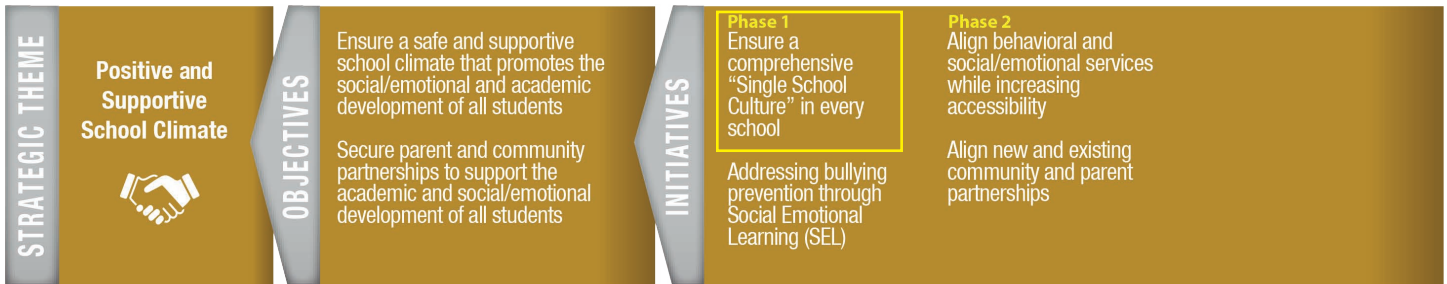 STRATEGIC THEME
Positive and
Supportive
School Climate
OBJECTIVES
Ensure a safe and supportive
school climate that promotes the
social/emotional and academic
development of all students
Secure parent and community
partnerships to support the
academic and social/emotional
development of all students
INITIATIVES
Phase 1
Ensure a
comprehensive
“Single School
Culture” in every
school
Addressing bullying
prevention through
Social Emotional
Learning (SEL)
Phase 2
Align behavioral and
social/emotional services
while increasing
accessibility
Align new and existing
community and parent
partnerships